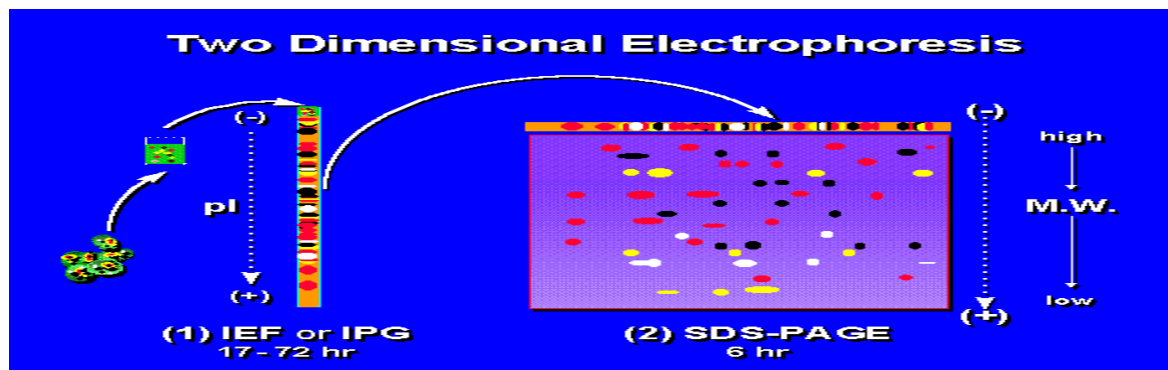 Two Dimensional Electrophoresis
(-)
pI
(+)
(1) IEF or IPG
17-72 hr
(2) SDS-PAGE
6 hr
(-)
(+)
high
M.W.
low